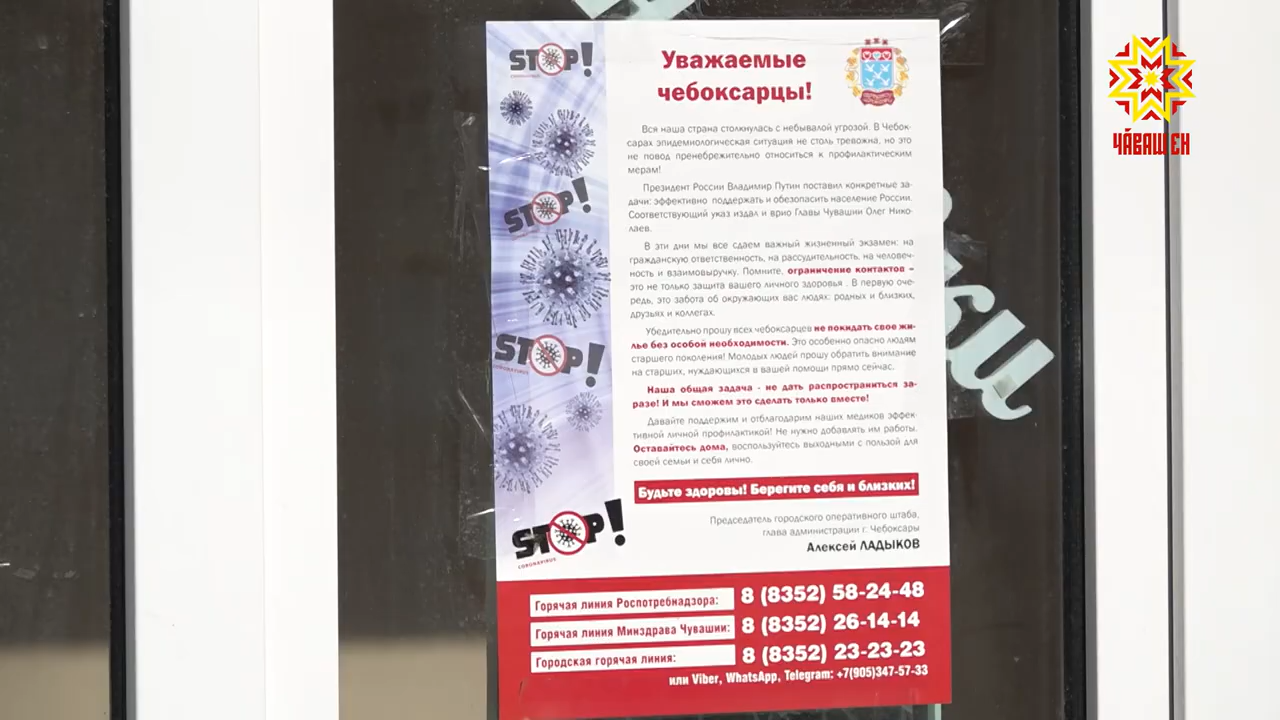 STOP!
CORONAVIRUS
Уважаемые
чебоксарцы!
Вся наша страна столкнулась с небывалой угрозой. В Чебок-
сарах эпидемиологическая ситуация не столь тревожна, но это
не повод пренебрежительно относиться к профилактическим
мерам!
Президент России Владимир Путин поставил конкретные за-
дачи: эффективно поддержать и обезопасить население России.
Соответствующий указ издал и врио Главы Чувашии Олег Нико-
лаев.
В эти дни мы все сдаем важный жизненный экзамен: на
гражданскую ответственность, на рассудительность, на человеч-
ность и взаимовыручку. Помните, ограничение контактов –
это не только защита вашего личного здоровья . В первую оче-
редь, это забота об окружающих вас людях: родных и близких,
друзьях и коллегах.
Убедительно прошу всех чебоксарцев не покидать свое жи-
лье без особой необходимости. Это особенно опасно людям
старшего поколения! Молодых людей прошу обратить внимание
на старших, нуждающихся в вашей помощи прямо сейчас.
Наша общая задача - не дать распространиться за-
разе! И мы сможем это сделать только вместе!
Давайте поддержим и отблагодарим наших медиков эффек-
тивной личной профилактикой! Не нужно добавлять им работы.
Оставайтесь дома, воспользуйтесь выходными с пользой для
своей семьи и себя лично.
Будьте здоровы! Берегите себя и близких!
Председатель городского оперативного штаба,
глава администрации г. Чебоксары
Алексей ЛАДЫКОВ
STOP!
STOP!
CORONAVIRUS
STOP!
CORONAVIRUS
Горячая линия Роспотребнадзора: 8 (8352) 58-24-48
Горячая линия Минздрава Чувашии: 8 (8352) 26-14-14
Городская горячая линия: 8 (8352) 23-23-23
или Viber, WhatsApp, Telegram: +7(905)347-57-33
ЧӐВАШ ЕН